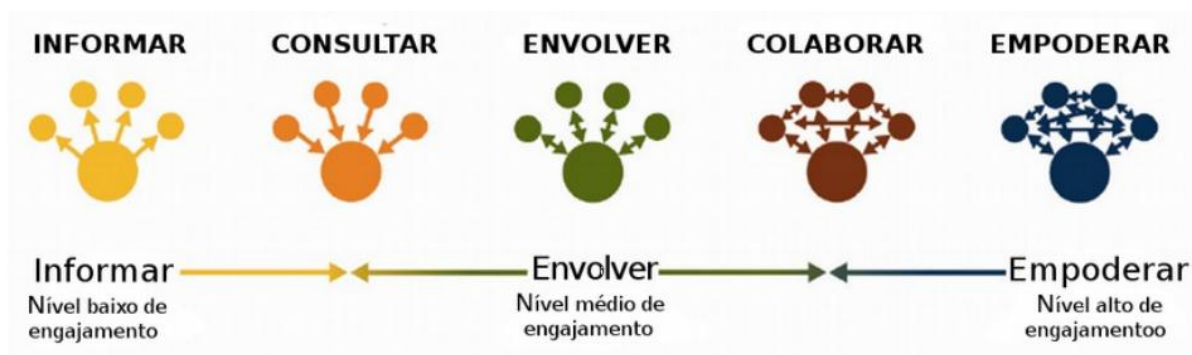 INFORMAR CONSULTAR ENVOLVER COLABORAR EMPODERAR
Informar Envolver Empoderar
Nível baixo de Nível médio de Nível alto de
engajamento engajamento engajamentoo